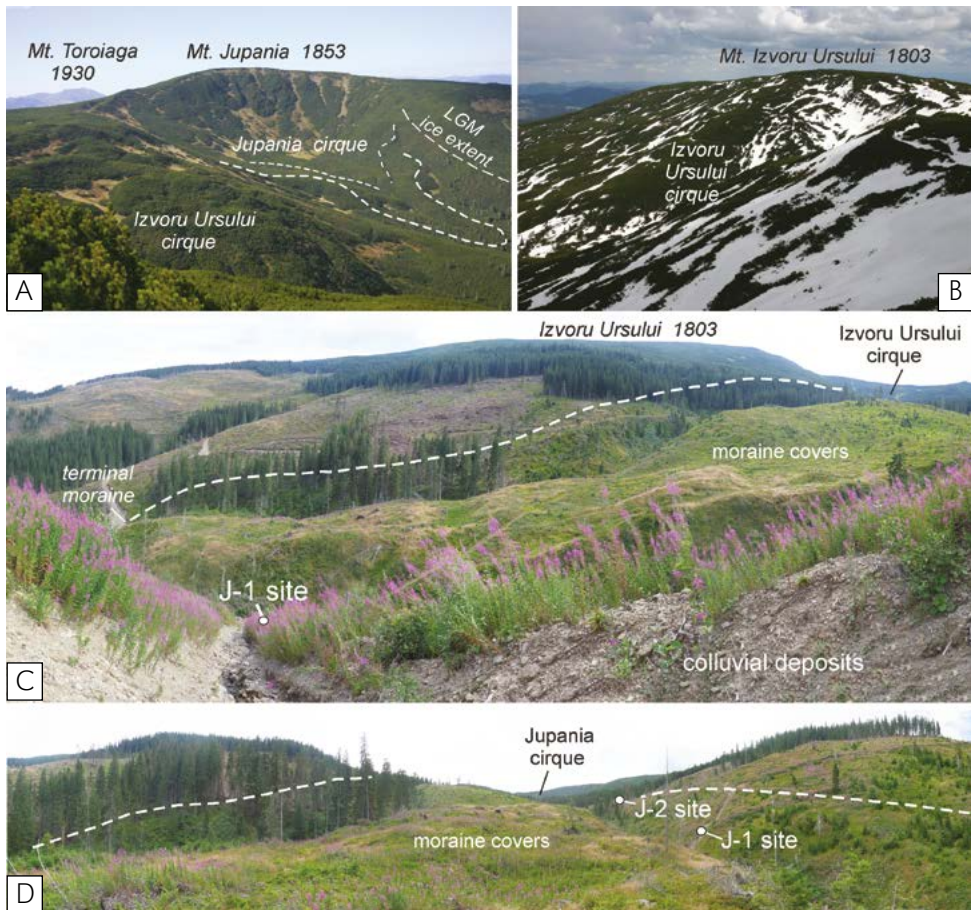 Mt. Toroiaga
1930
Mt. Jupania 1853
LGM
ice extent
Jupania cirque
Izvoru Ursului
cirque
A
Mt. Izvoru Ursului 1803
Izvoru
Ursului
cirque
B
Izvoru Ursului 1803
Izvoru Ursului
cirque
moraine covers
terminal
moraine
J-1 site
colluvial deposits
C
Jupania
cirque
J-2 site
J-1 site
moraine covers
D